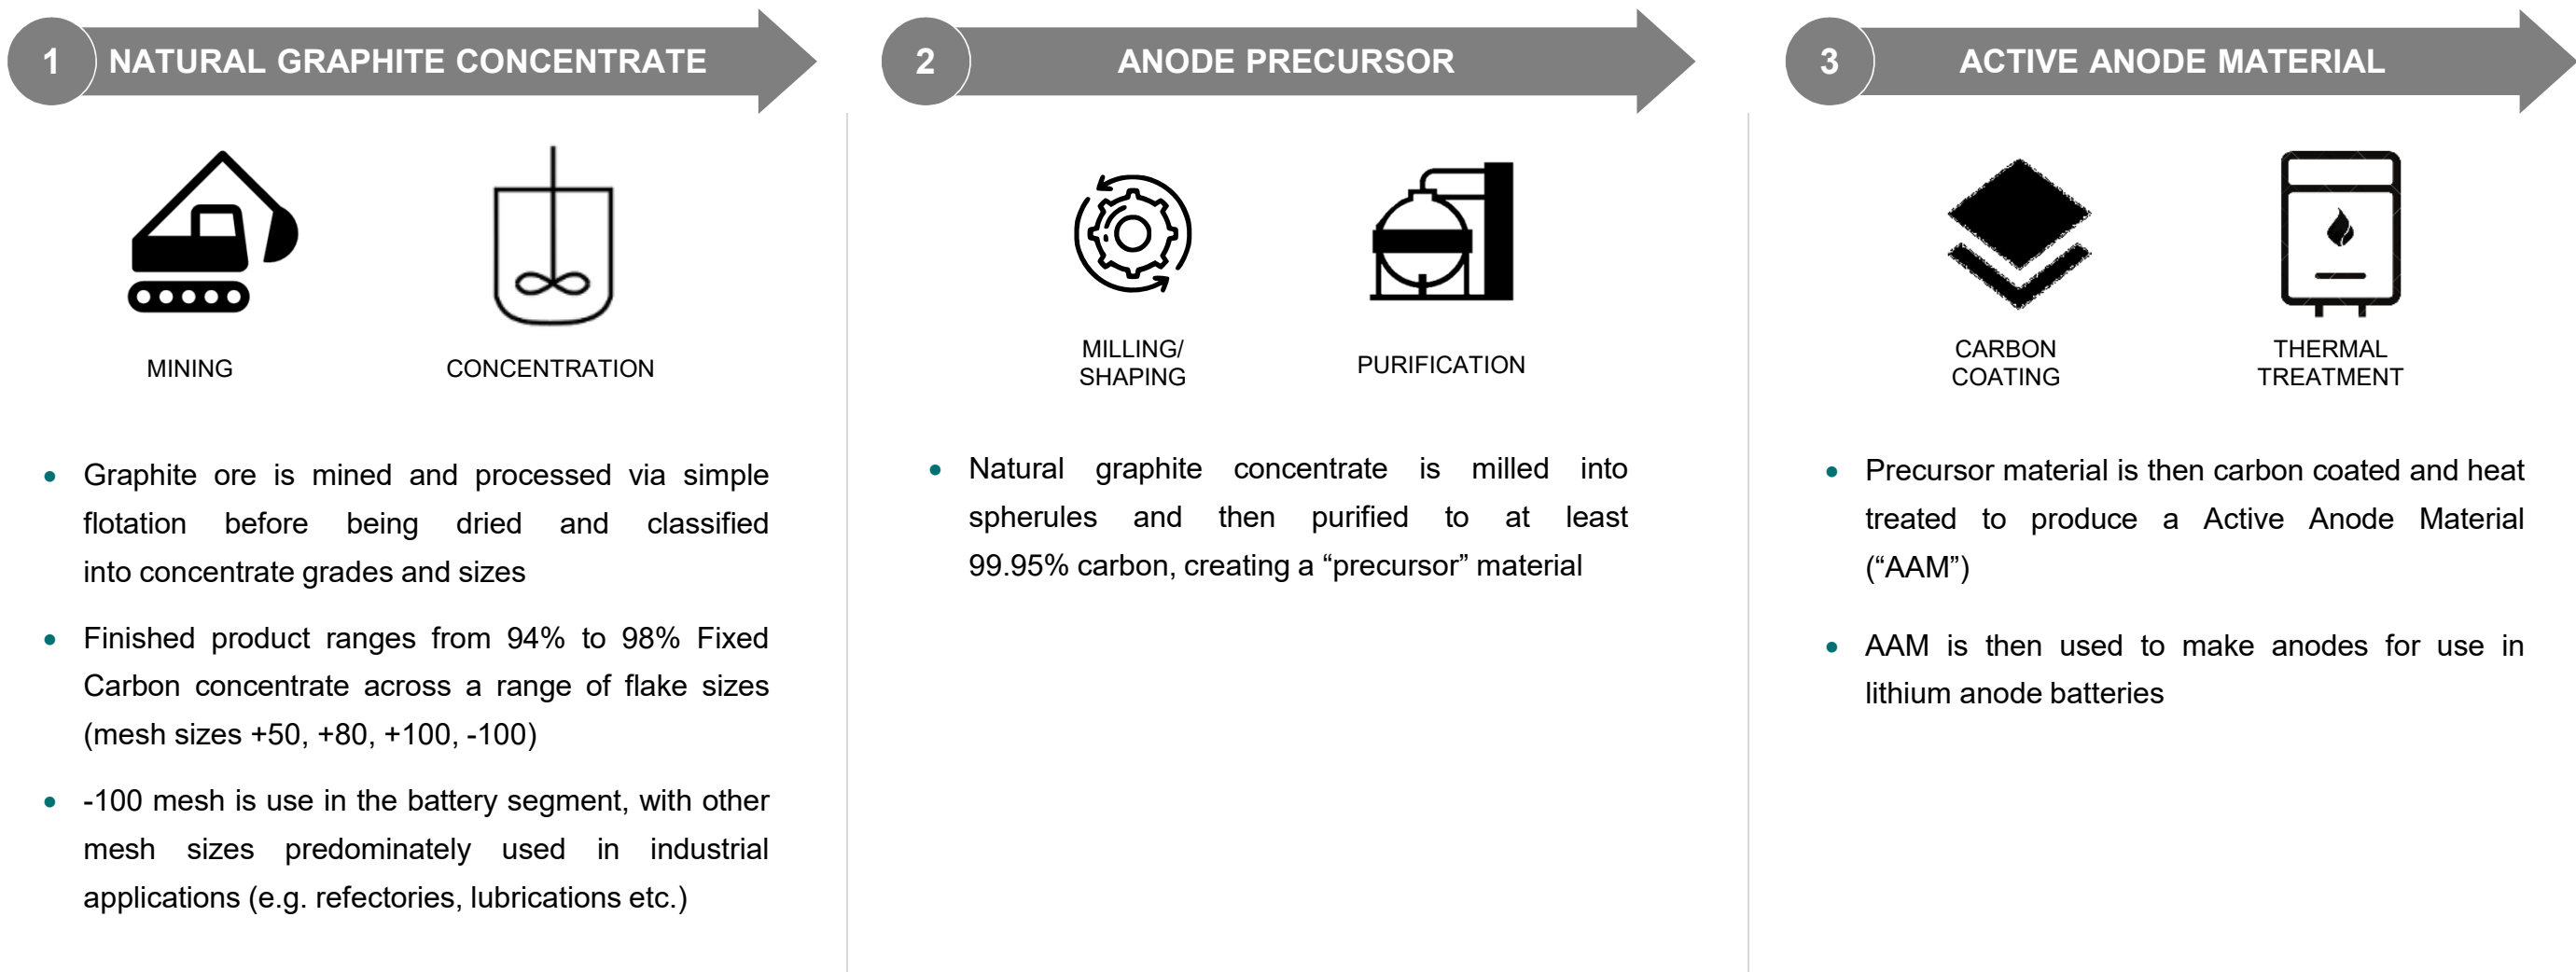 1
NATURAL GRAPHITE CONCENTRATE
MINING
CONCENTRATION
• Graphite ore is mined and processed via simple
flotation before being dried and classified
into concentrate grades and sizes
• Finished product ranges from 94% to 98% Fixed
Carbon concentrate across a range of flake sizes
(mesh sizes +50, +80, +100, -100)
• -100 mesh is use in the battery segment, with other
mesh sizes predominately used in industrial
applications (e.g. refectories, lubrications etc.)
2
ANODE PRECURSOR
MILLING/
SHAPING
PURIFICATION
• Natural graphite concentrate is milled into
spherules and then purified to at least
99.95% carbon, creating a “precursor” material
3
ACTIVE ANODE MATERIAL
CARBON
COATING
THERMAL
TREATMENT
• Precursor material is then carbon coated and heat
treated to produce a Active Anode Material
(“AAM”)
• AAM is then used to make anodes for use in
lithium anode batteries